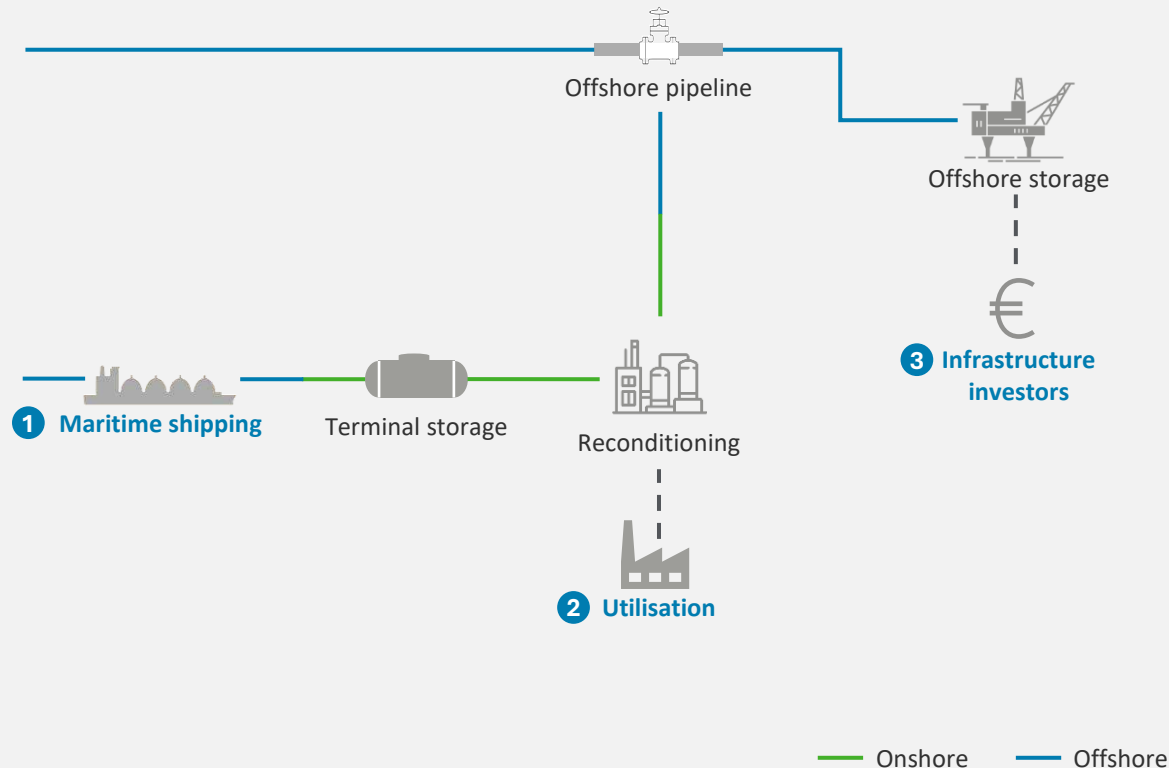 Offshore pipeline
Offshore storage
€
3 Infrastructure
investors
1 Maritime shipping
Terminal storage
Reconditioning
2 Utilisation
Onshore
Offshore